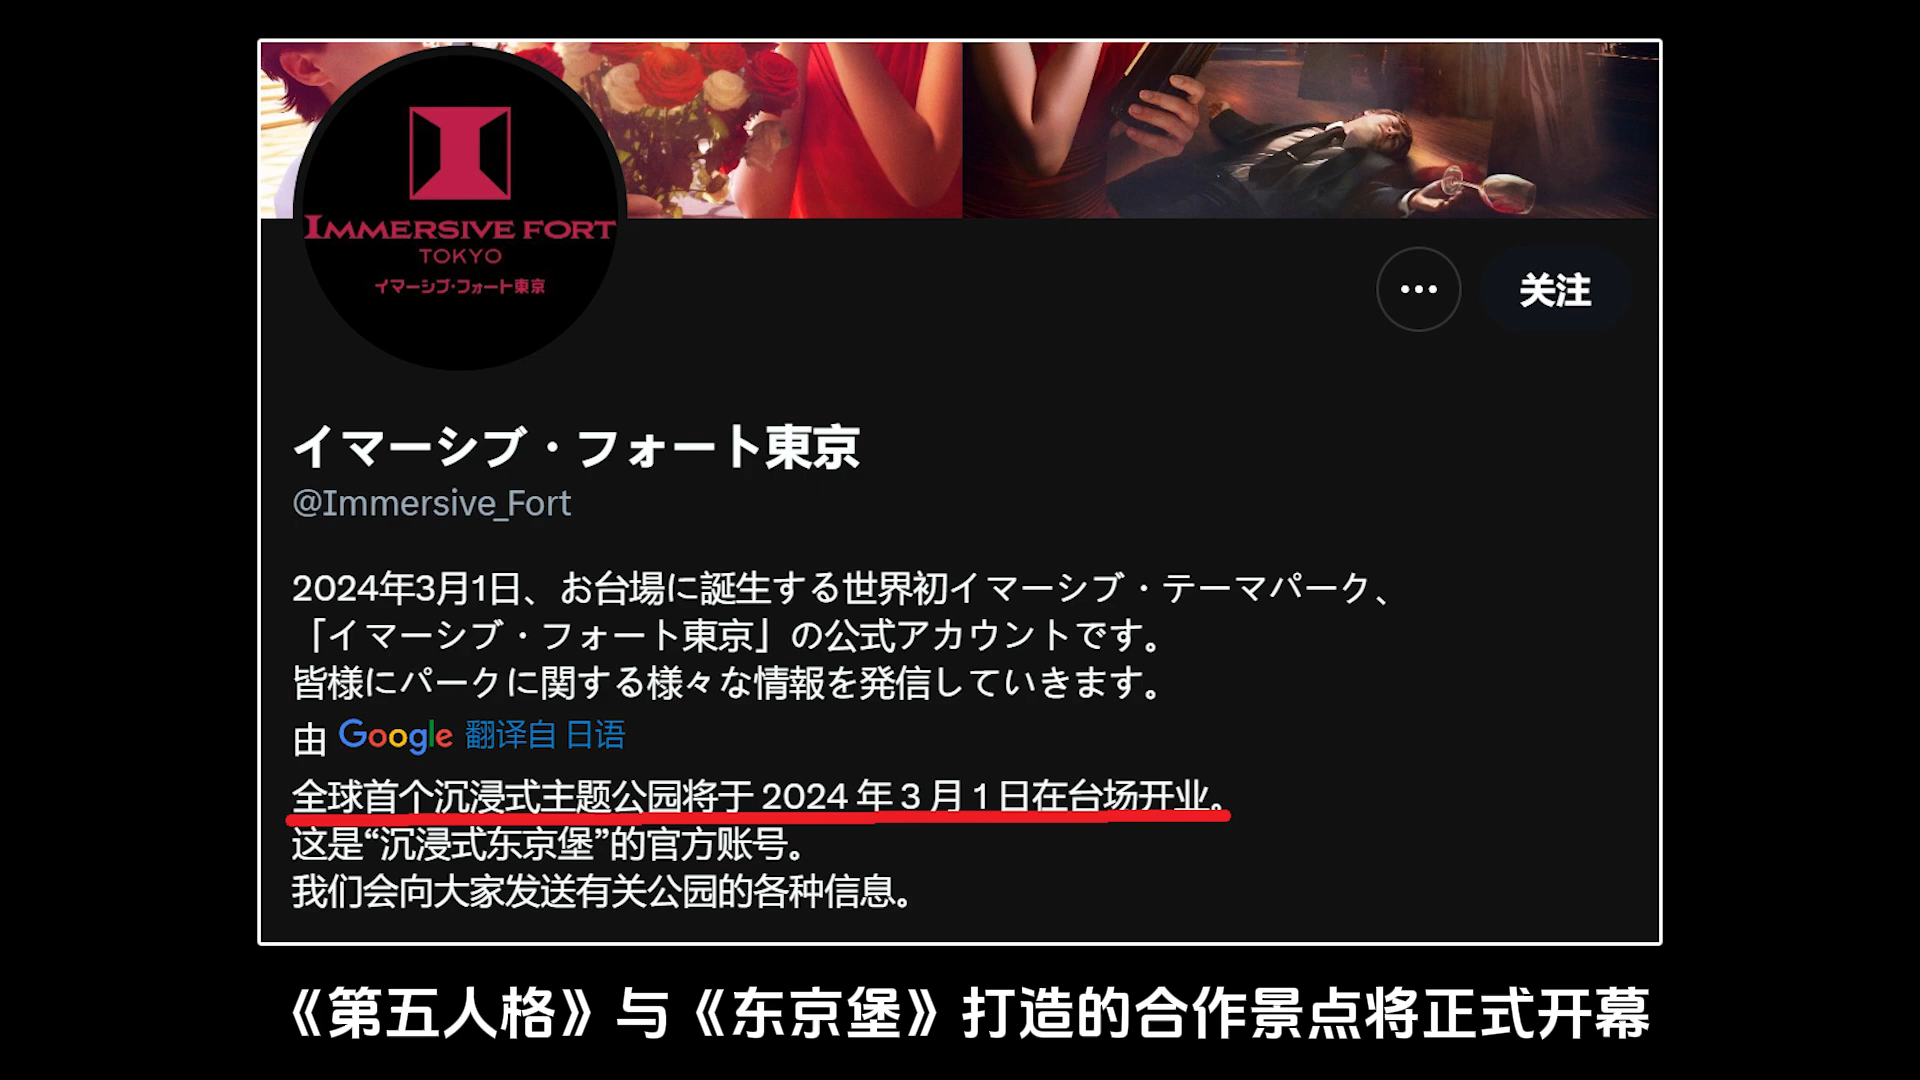 IMMERSIVE FORT
TOKYO
イマーシブ・フォート東京
关注
イマーシブ・フォート東京
@Immersive_Fort
2024年3月1日、お台場に誕生する世界初イマーシブ・テーマパーク、
「イマーシブ・フォート東京」の公式アカウントです。
皆様にパークに関する様々な情報を発信していきます。
由 Google 翻译自 日语
全球首个沉浸式主题公园将于 2024 年 3 月 1 日在台场开业。
这是“沉浸式东京堡”的官方账号。
我们会向大家发送有关公园的各种信息。
《第五人格》与《东京堡》打造的合作景点将正式开幕